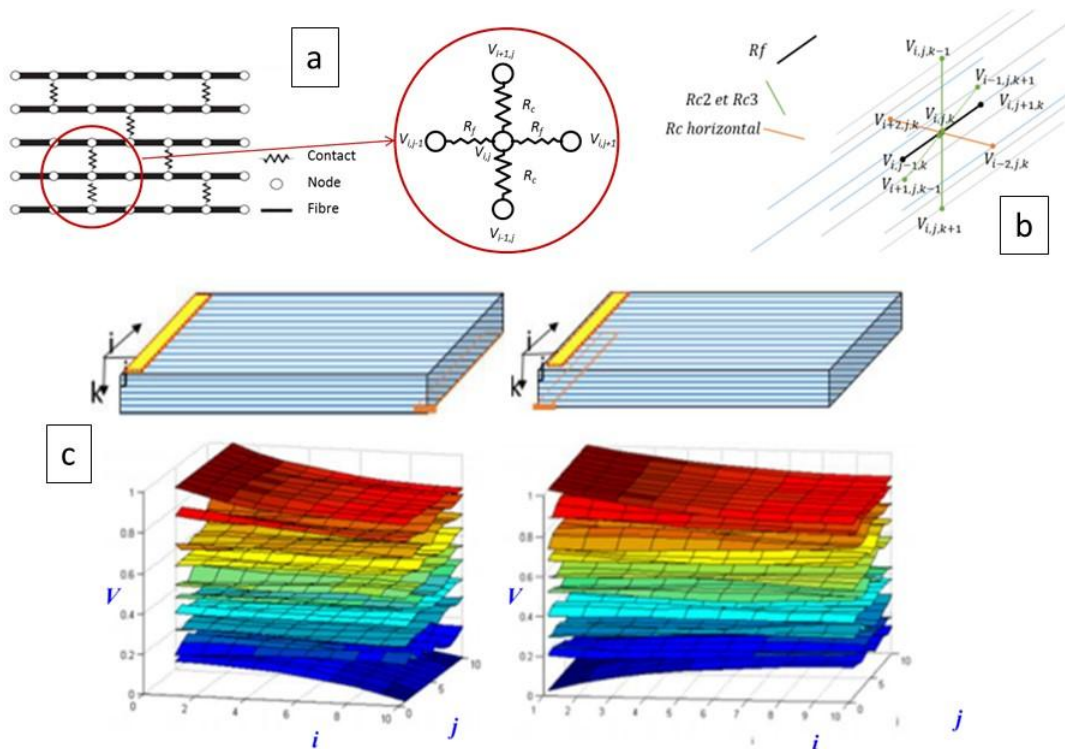 a
V_{i+1,j}
R_c
V_{i,j-1}
R_f
V_{i,j}
R_f
V_{i,j+1}
R_c
V_{i-1,j}
Contact
Node
Fibre
Rf
Rc2 et Rc3
Rc horizontal
V_{i,j,k-1}
V_{i-1,j,k+1}
V_{i,j+1,k}
V_{i,j,k}
V_{i+2,j,k}
V_{i,j-1,k}
V_{i-2,j,k}
V_{i+1,j,k-1}
V_{i,j,k+1}
b
i
j
k
i
j
k
c
1
0.8
0.6
V
0.4
0.2
0
0
2
4
6
8
10
0
5
10
i
j
1
0.8
0.6
V
0.4
0.2
0
1
2
3
4
5
6
7
8
9
10
0
5
10
i
i
i
j